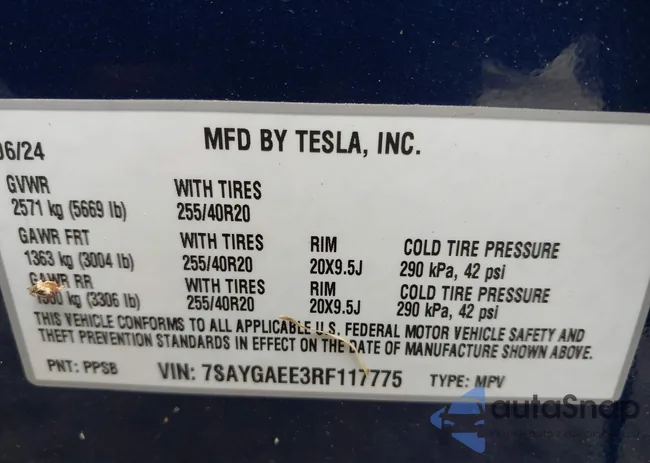 06/24 MFD BY TESLA, INC.
GVWR WITH TIRES
2571 kg (5669 lb) 255/40R20
GAWR FRT WITH TIRES RIM COLD TIRE PRESSURE
1363 kg (3004 lb) 255/40R20 20X9.5J 290 kPa, 42 psi
GAWR RR WITH TIRES RIM COLD TIRE PRESSURE
kg (3306 lb) 255/40R20 20X9.5J 290 kPa, 42 psi
THIS VEHICLE CONFORMS TO ALL APPLICABLE U.S. FEDERAL MOTOR VEHICLE SAFETY AND
THEFT PREVENTION STANDARDS IN EFFECT ON THE DATE OF MANUFACTURE SHOWN ABOVE.
PNT: PPSB VIN: 7SAYGAEE3RF117775 TYPE: MPV
autaSnap